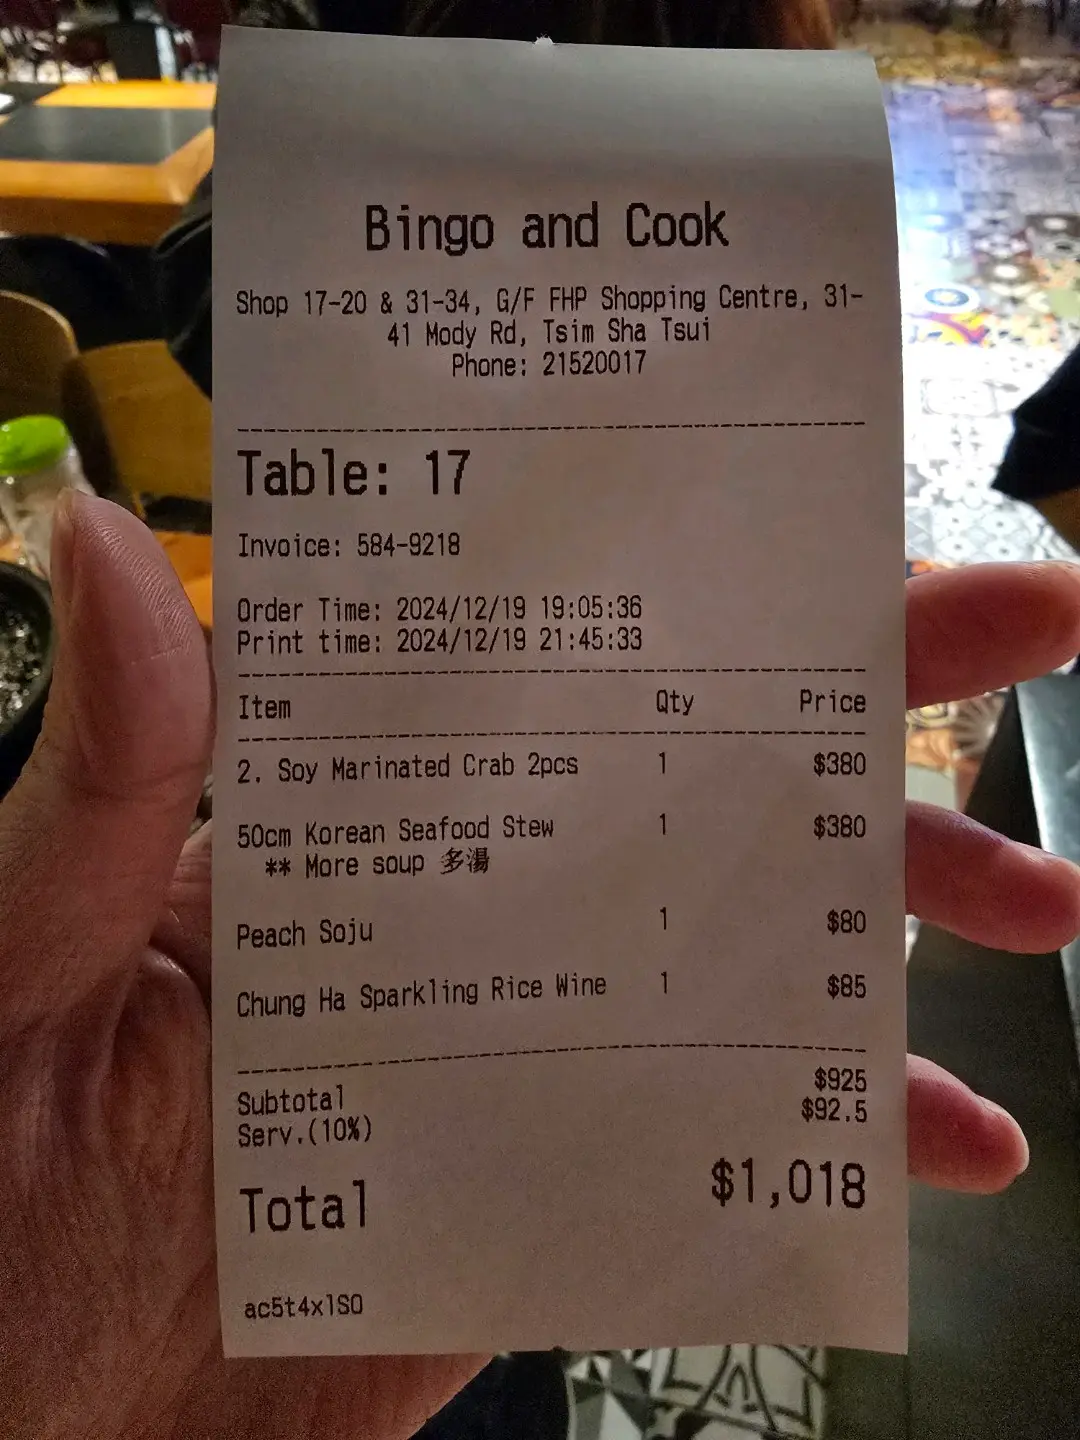 Bingo and Cook
Shop 17-20 & 31-34, G/F FHP Shopping Centre, 31-
41 Mody Rd, Tsim Sha Tsui
Phone: 21520017
Table: 17
Invoice: 584-9218
Order Time: 2024/12/19 19:05:36
Print time: 2024/12/19 21:45:33
Item Qty Price
2. Soy Marinated Crab 2pcs 1 $380
50cm Korean Seafood Stew 1 $380
** More soup 多湯
Peach Soju 1 $80
Chung Ha Sparkling Rice Wine 1 $85
Subtotal $925
Serv.(10%) $92.5
Total $1,018
ac5t4xlSO